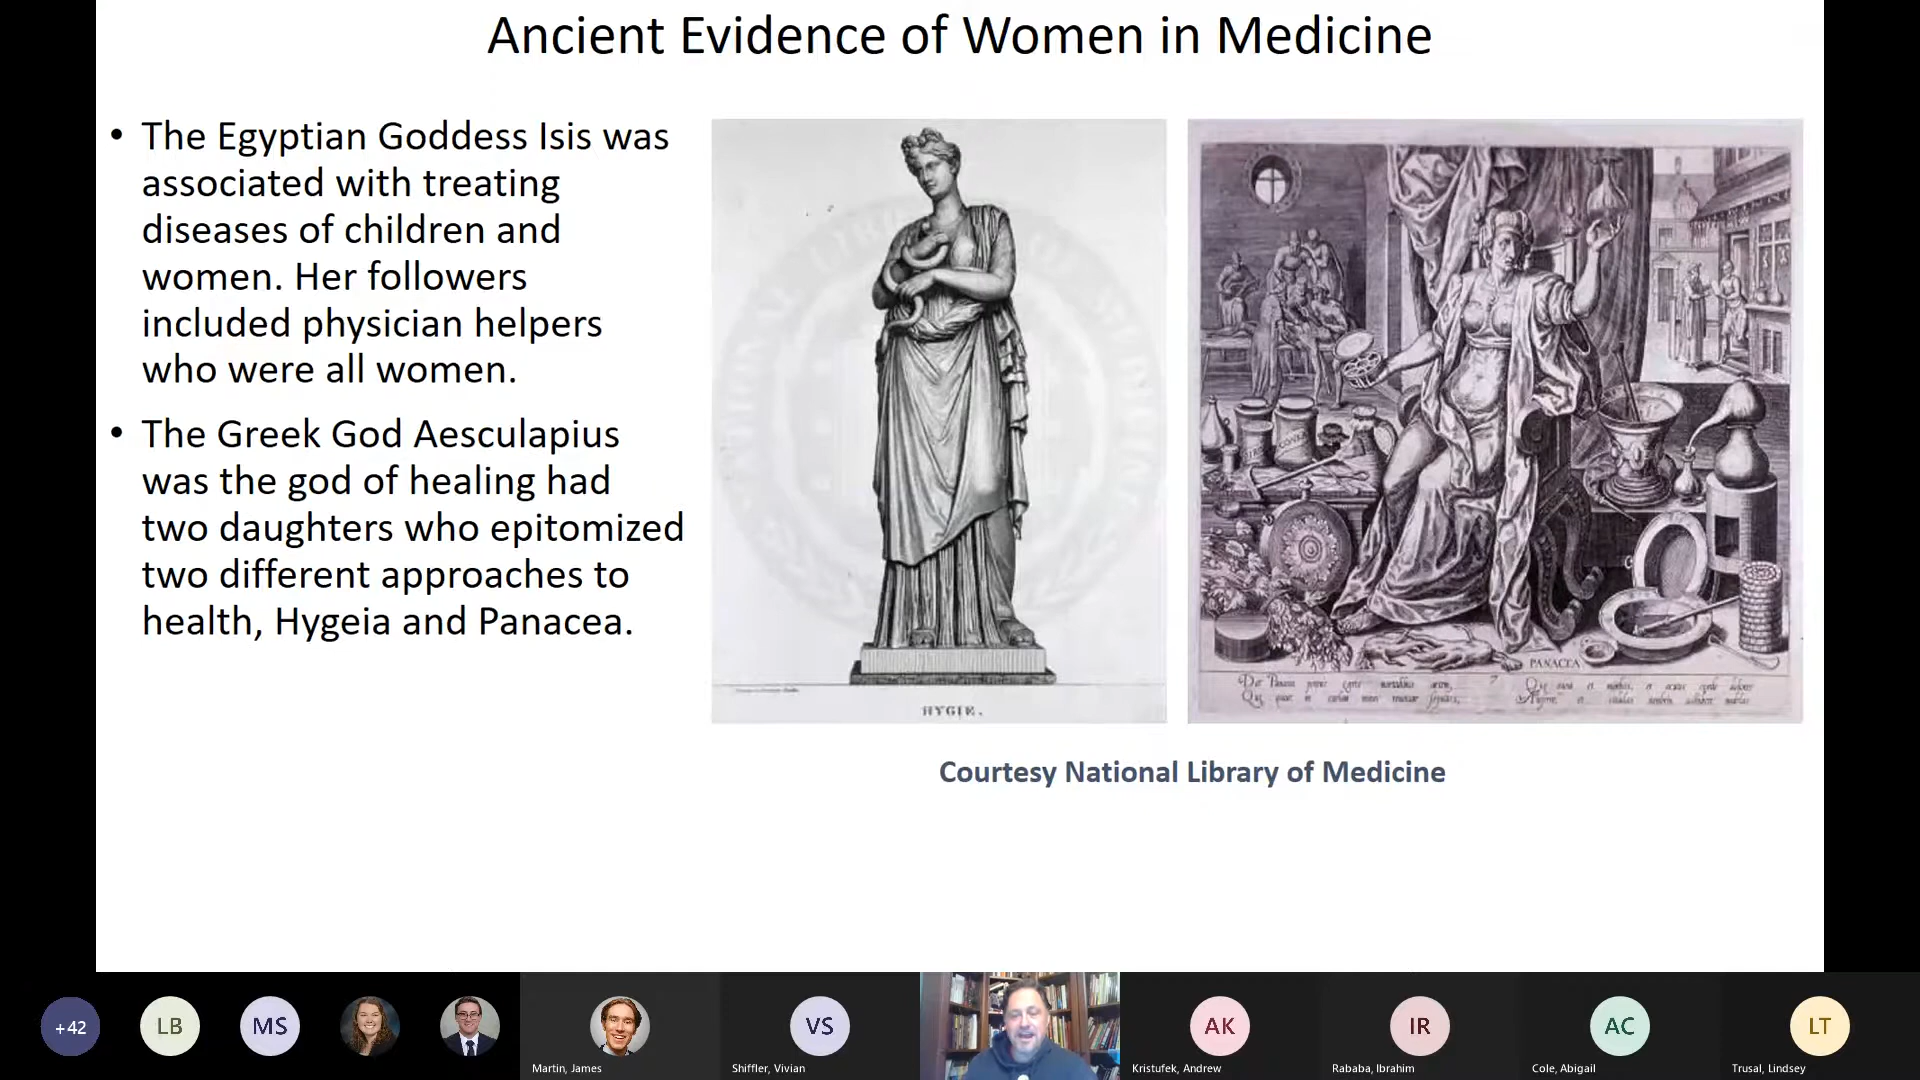 Ancient Evidence of Women in Medicine
• The Egyptian Goddess Isis was
associated with treating
diseases of children and
women. Her followers
included physician helpers
who were all women.
• The Greek God Aesculapius
was the god of healing had
two daughters who epitomized
two different approaches to
health, Hygeia and Panacea.
HYGIE.
PANACEA
Courtesy National Library of Medicine
+42
LB
MS
VS
AK
IR
AC
LT
Martin, James
Shiffler, Vivian
Kristufek, Andrew
Rababa, Ibrahim
Cole, Abigail
Trusal, Lindsey